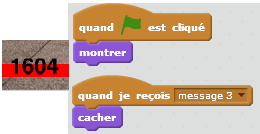 1604
quand est cliqué
montrer
quand je reçois message 3
cacher